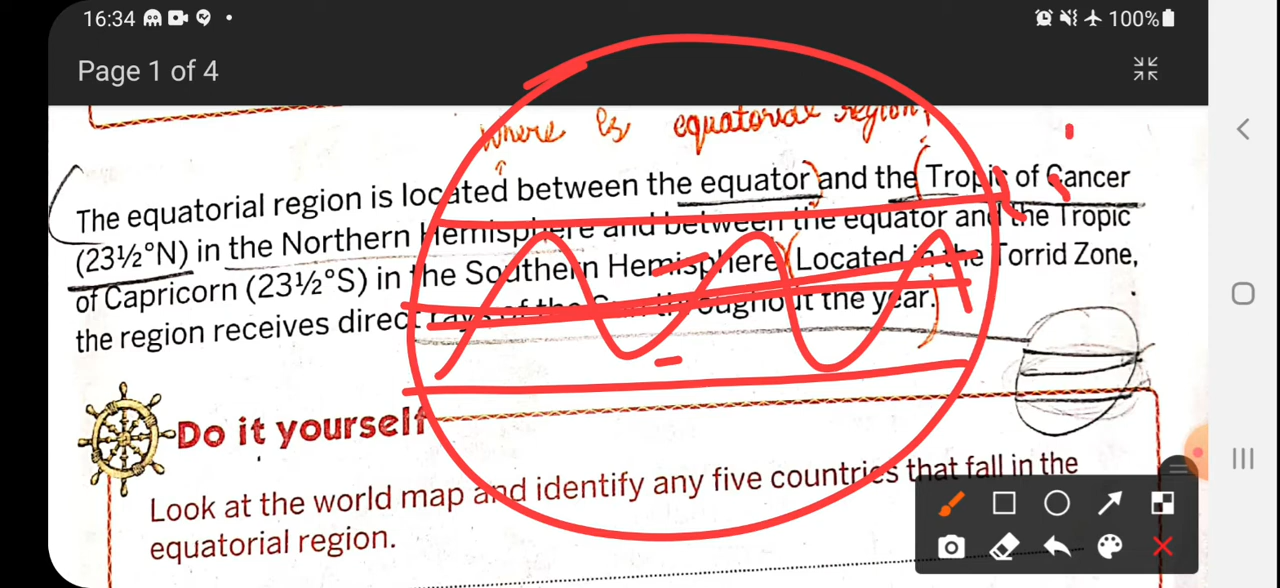 16:34 100%
Page 1 of 4
where is equatorial region?
The equatorial region is located between the equator and the Tropic of Cancer
(23½°N) in the Northern Hemisphere and between the equator and the Tropic
of Capricorn (23½°S) in the Southern Hemisphere. Located in the Torrid Zone,
the region receives direct rays of the Sun throughout the year.
Do it yourself
Look at the world map and identify any five countries that fall in the
equatorial region.